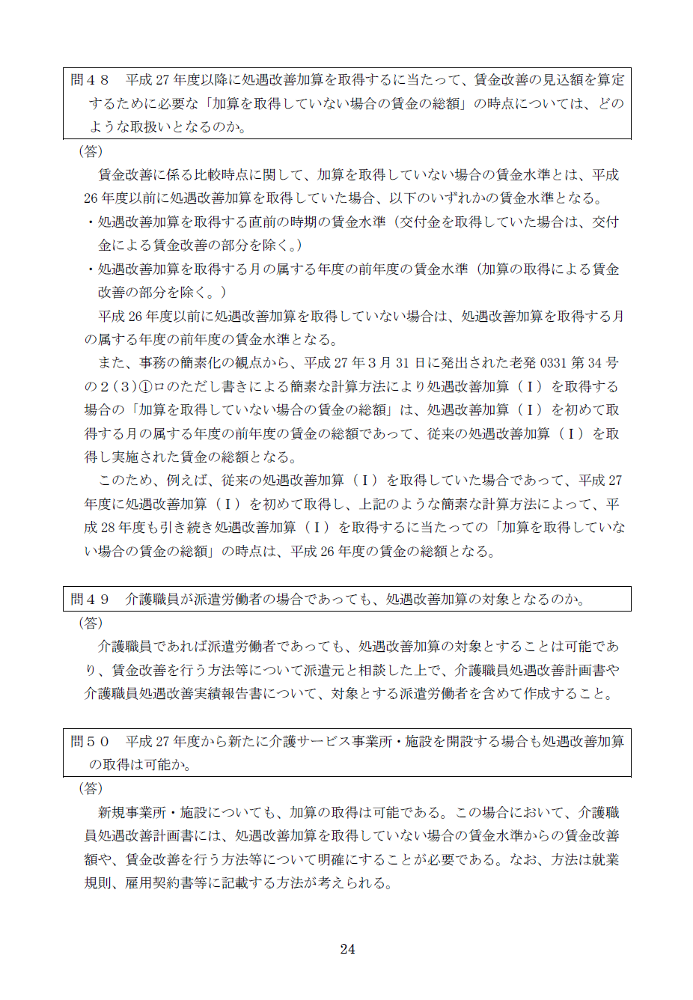 問４８　平成 27 年度以降に処遇改善加算を取得するに当たって、賃金改善の見込額を算定
するために必要な「加算を取得していない場合の賃金の総額」の時点については、どの
ような取扱いとなるのか。
（答）
賃金改善に係る比較時点に関して、加算を取得していない場合の賃金水準とは、平成
26 年度以前に処遇改善加算を取得していた場合、以下のいずれかの賃金水準となる。
・処遇改善加算を取得する直前の時期の賃金水準（交付金を取得していた場合は、交付
金による賃金改善の部分を除く。）
・処遇改善加算を取得する月の属する年度の前年度の賃金水準（加算の取得による賃金
改善の部分を除く。）
平成 26 年度以前に処遇改善加算を取得していない場合は、処遇改善加算を取得する月
の属する年度の前年度の賃金水準となる。
また、事務の簡素化の観点から、平成 27 年３月 31 日に発出された老発 0331 第 34 号
の２(３)①ロのただし書きによる簡素な計算方法により処遇改善加算（Ⅰ）を取得する
場合の「加算を取得していない場合の賃金の総額」は、処遇改善加算（Ⅰ）を初めて取
得する月の属する年度の前年度の賃金の総額であって、従来の処遇改善加算（Ⅰ）を取
得し実施された賃金の総額となる。
このため、例えば、従来の処遇改善加算（Ⅰ）を取得していた場合であって、平成 27
年度に処遇改善加算（Ⅰ）を初めて取得し、上記のような簡素な計算方法によって、平
成 28 年度も引き続き処遇改善加算（Ⅰ）を取得するに当たっての「加算を取得していな
い場合の賃金の総額」の時点は、平成 26 年度の賃金の総額となる。
問４９　介護職員が派遣労働者の場合であっても、処遇改善加算の対象となるのか。
（答）
介護職員であれば派遣労働者であっても、処遇改善加算の対象とすることは可能であ
り、賃金改善を行う方法等について派遣元と相談した上で、介護職員処遇改善計画書や
介護職員処遇改善実績報告書について、対象とする派遣労働者を含めて作成すること。
問５０　平成 27 年度から新たに介護サービス事業所・施設を開設する場合も処遇改善加算
の取得は可能か。
（答）
新規事業所・施設についても、加算の取得は可能である。この場合において、介護職
員処遇改善計画書には、処遇改善加算を取得していない場合の賃金水準からの賃金改善
額や、賃金改善を行う方法等について明確にすることが必要である。なお、方法は就業
規則、雇用契約書等に記載する方法が考えられる。
24